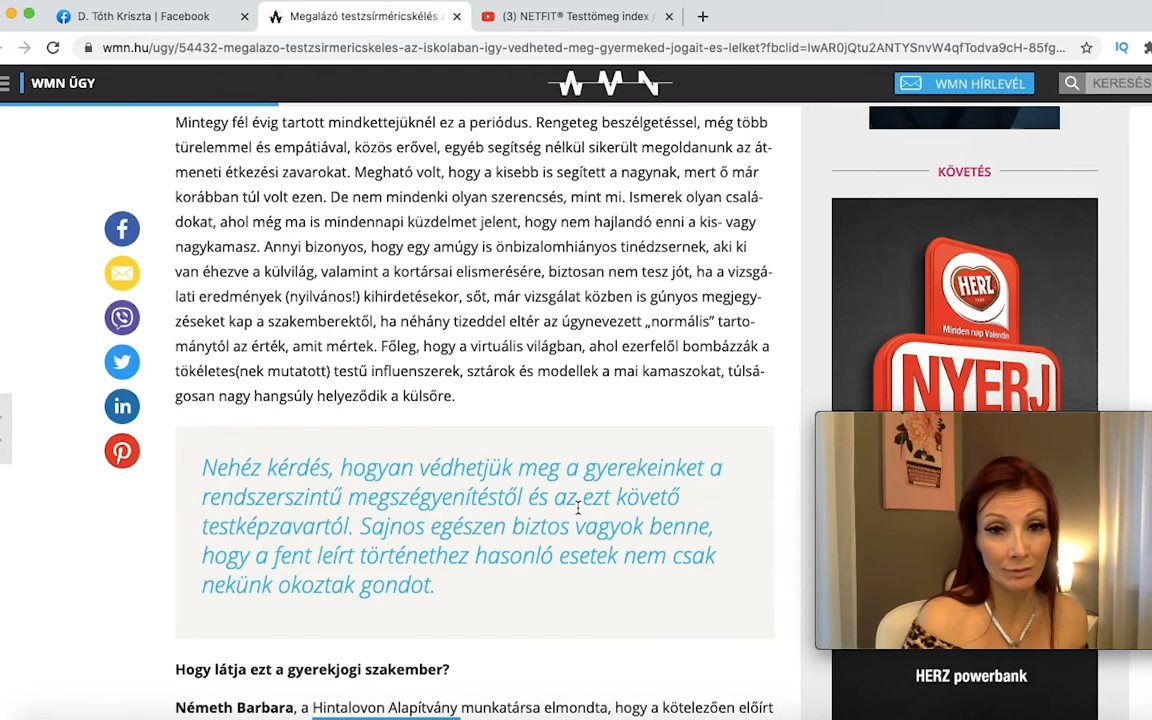 D. Tóth Kriszta | Facebook
Megalázó testzsírméricskélés
(3) NETFIT® Testtömeg index
wmn.hu/ugy/54432-megalazo-testzsirmericskeles-az-iskolaban-igy-vedheted-meg-gyermeked-jogait-es-lelket?fbclid=IwAR0jQtu2ANTYSnvW4qfTodva9cH-85fg...
IQ
WMN ÜGY
WMN
WMN HÍRLEVÉL
KERESÉS
Mintegy fél évig tartott mindkettejüknél ez a periódus. Rengeteg beszélgetéssel, még több
türelemmel és empátiával, közös erővel, egyéb segítség nélkül sikerült megoldanunk az át-
meneti étkezési zavarokat. Megható volt, hogy a kisebb is segített a nagynak, mert ő már
korábban túl volt ezen. De nem mindenki olyan szerencsés, mint mi. Ismerek olyan csalá-
dokat, ahol még ma is mindennapi küzdelmet jelent, hogy nem hajlandó enni a kis- vagy
nagykamasz. Annyi bizonyos, hogy egy amúgy is önbizalomhiányos tinédzsernek, aki ki
van éhezve a külvilág, valamint a kortársai elismerésére, biztosan nem tesz jót, ha a vizsgá-
lati eredmények (nyilvános!) kihirdetésekor, sőt, már vizsgálat közben is gúnyos megjegy-
zéseket kap a szakemberektől, ha néhány tizeddel eltér az úgynevezett „normális” tarto-
mánytól az érték, amit mértek. Főleg, hogy a virtuális világban, ahol ezerfelől bombázzák a
tökéletes(nek mutatott) testű influenszerek, sztárok és modellek a mai kamaszokat, túlsá-
gosan nagy hangsúly helyeződik a külsőre.
Nehéz kérdés, hogyan védhetjük meg a gyerekeinket a
rendszerszintű megszégyenítéstől és az ezt követő
testképzavartól. Sajnos egészen biztos vagyok benne,
hogy a fent leírt történethez hasonló esetek nem csak
nekünk okoztak gondot.
Hogy látja ezt a gyerekjogi szakember?
Németh Barbara, a Hintalovon Alapítvány munkatársa elmondta, hogy a kötelezően előírt
KÖVETÉS
HERZ
Minden nap Valentin
NYERJ
HERZ powerbank